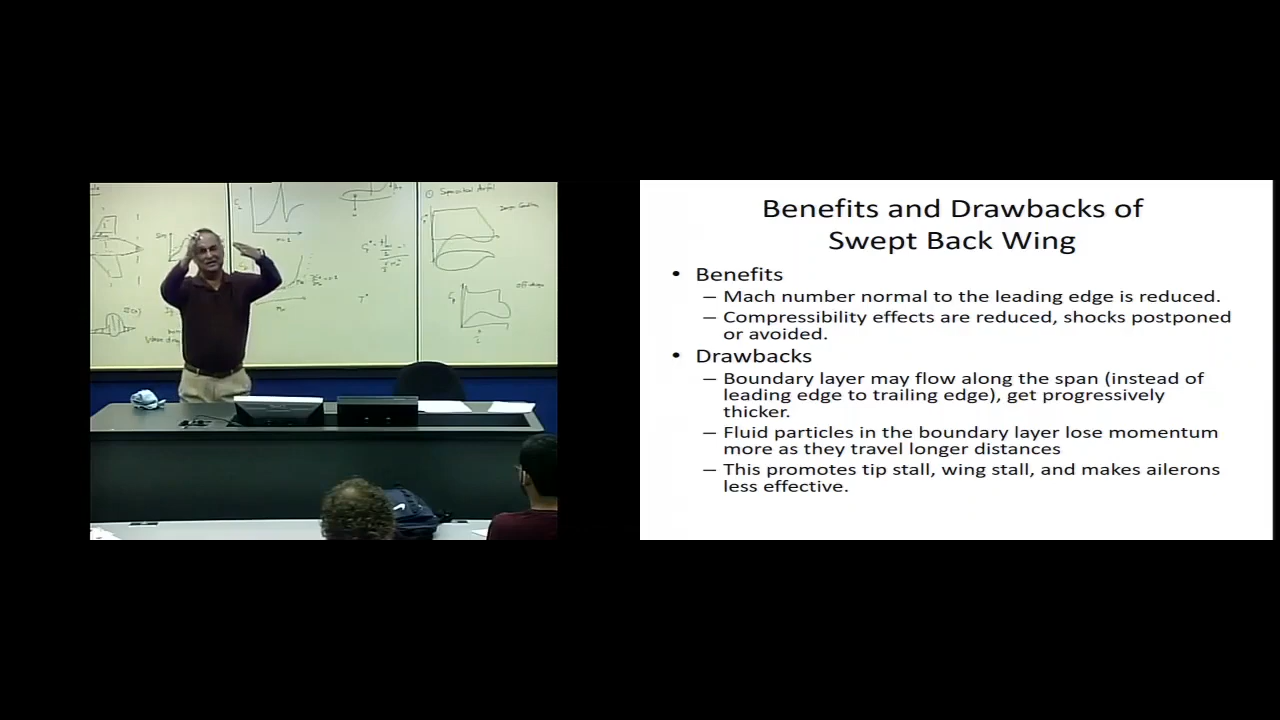 Supercritical Airfoil
m=1
Benefits and Drawbacks of
Swept Back Wing
• Benefits
– Mach number normal to the leading edge is reduced.
– Compressibility effects are reduced, shocks postponed
or avoided.
• Drawbacks
– Boundary layer may flow along the span (instead of
leading edge to trailing edge), get progressively
thicker.
– Fluid particles in the boundary layer lose momentum
more as they travel longer distances
– This promotes tip stall, wing stall, and makes ailerons
less effective.